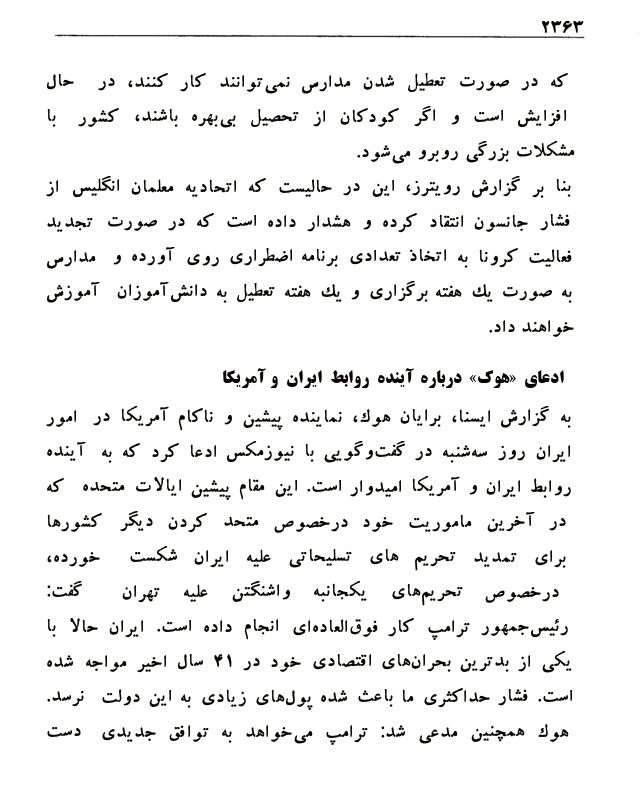 ۲۳۶۳
که در صورت تعطیل شدن مدارس نمی‌توانند کار کنند، در حال
افزایش است و اگر کودکان از تحصیل بی‌بهره باشند، کشور با
مشکلات بزرگی روبرو می‌شود.
بنا بر گزارش رویترز، این در حالیست که اتحادیه معلمان انگلیس از
فشار جانسون انتقاد کرده و هشدار داده است که در صورت تجدید
فعالیت کرونا به اتخاذ تعدادی برنامه اضطراری روی آورده و مدارس
به صورت یك هفته برگزاری و یك هفته تعطیل به دانش‌آموزان آموزش
خواهند داد.
ادعای «هوک» درباره آینده روابط ایران و آمریکا
به گزارش ایسنا، برایان هوك، نماینده پیشین و ناکام آمریکا در امور
ایران روز سه‌شنبه در گفت‌وگویی با نیوزمکس ادعا کرد که به آینده
روابط ایران و آمریکا امیدوار است. این مقام پیشین ایالات متحده که
در آخرین ماموریت خود درخصوص متحد کردن دیگر کشورها
برای تمدید تحریم های تسلیحاتی علیه ایران شکست خورده،
درخصوص تحریم‌های یکجانبه واشنگتن علیه تهران گفت:
رئیس‌جمهور ترامپ کار فوق‌العاده‌ای انجام داده است. ایران حالا با
یکی از بدترین بحران‌های اقتصادی خود در ۴۱ سال اخیر مواجه شده
است. فشار حداکثری ما باعث شده پول‌های زیادی به این دولت نرسد.
هوك همچنین مدعی شد: ترامپ می‌خواهد به توافق جدیدی دست